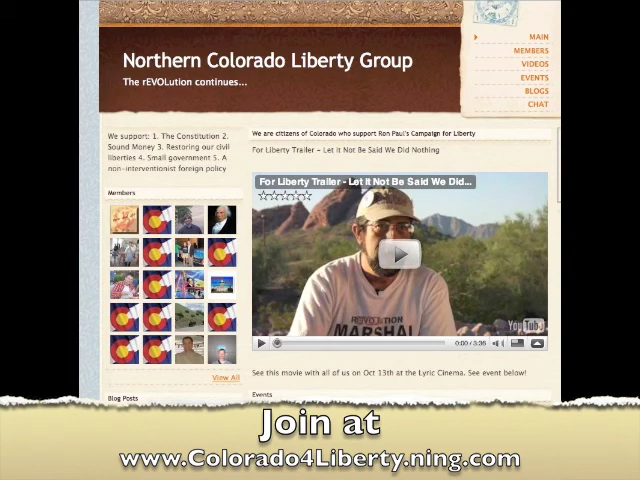 MAIN
MEMBERS
VIDEOS
EVENTS
BLOGS
CHAT
Northern Colorado Liberty Group
The rEVOLution continues...
We support: 1. The Constitution 2.
Sound Money 3. Restoring our civil
liberties 4. Small government 5. A
non-interventionist foreign policy
Members
View All
Blog Posts
We are citizens of Colorado who support Ron Paul's Campaign for Liberty
For Liberty Trailer - Let It Not Be Said We Did Nothing
For Liberty Trailer - Let It Not Be Said We Did...
MARSHAL
YouTube
0:00 / 3:36
See this movie with all of us on Oct 13th at the Lyric Cinema. See event below!
Events
Join at
www.Colorado4Liberty.ning.com